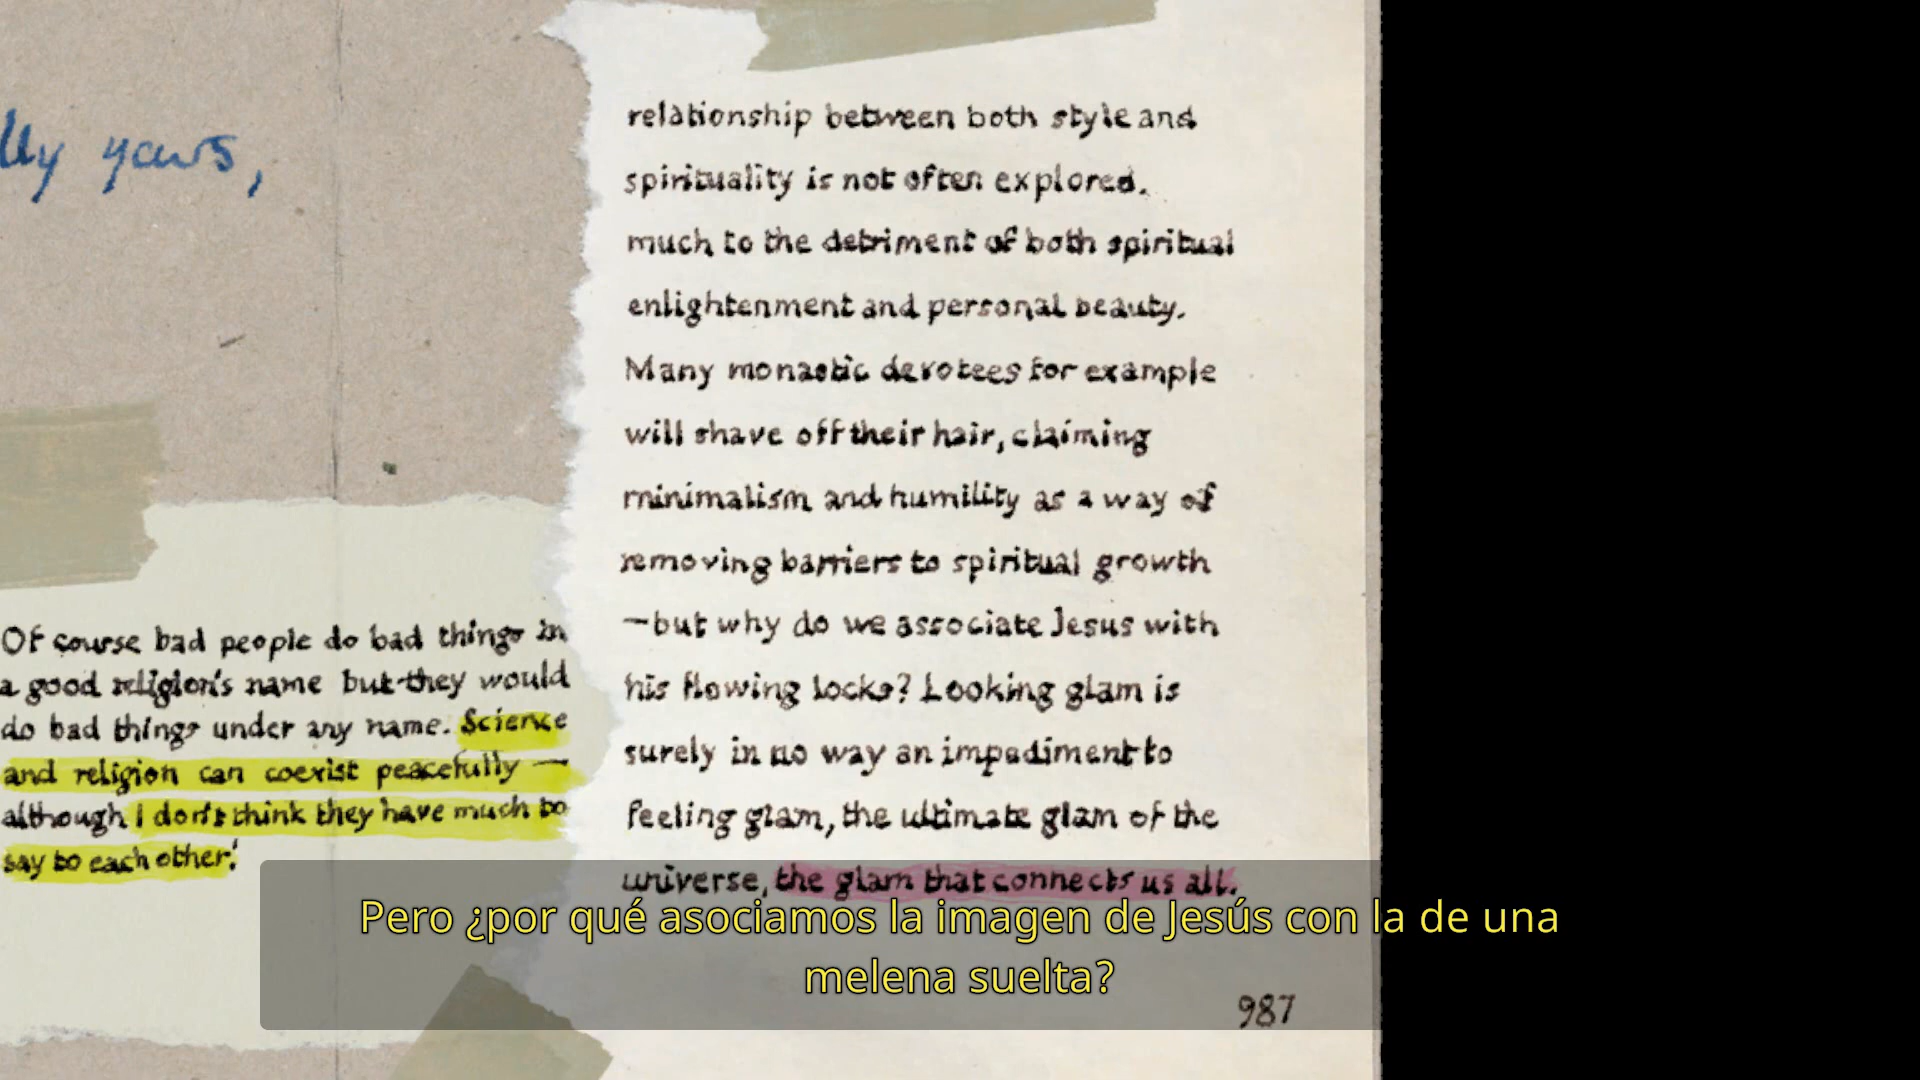 lly yours,
Of course bad people do bad things in
a good religion's name but they would
do bad things under any name. Science
and religion can coexist peacefully —
although I don't think they have much to
say to each other.'
relationship between both style and
spirituality is not often explored.
much to the detriment of both spiritual
enlightenment and personal beauty.
Many monastic devotees for example
will shave off their hair, claiming
minimalism and humility as a way of
removing barriers to spiritual growth
—but why do we associate Jesus with
his flowing locks? Looking glam is
surely in no way an impediment to
feeling glam, the ultimate glam of the
universe, the glam that connects us all.
987
Pero ¿por qué asociamos la imagen de Jesús con la de una
melena suelta?